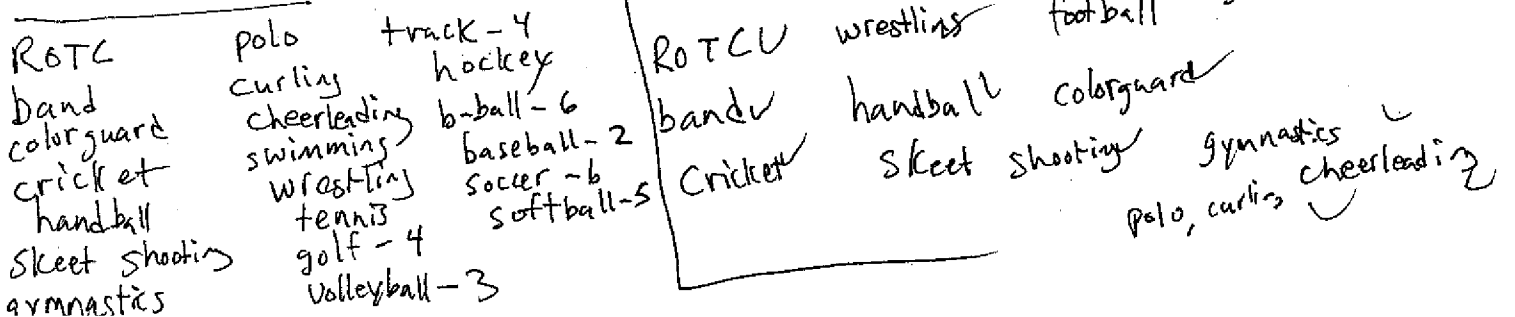 ROTC polo track-4
band curling hockey
colorguard cheerleading b-ball-6
cricket swimming baseball-2
handball wrestling soccer-6
skeet shooting tennis softball-5
gymnastics golf-4
volleyball-3
ROTC wrestling football
band handball colorguard
cricket skeet shooting gymnastics
polo, curling cheerleading